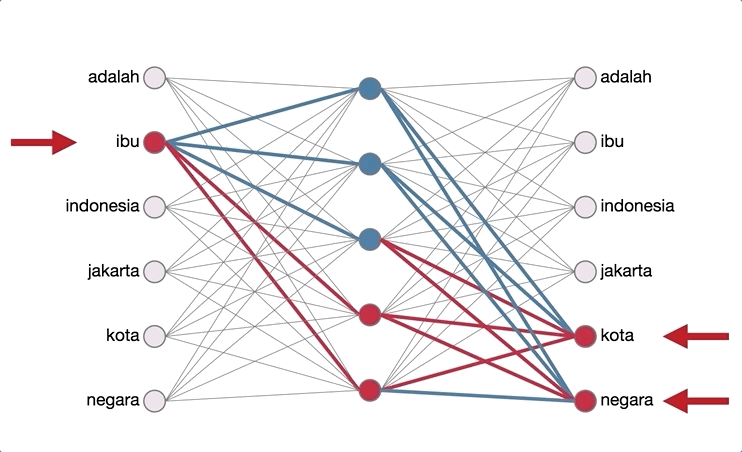 adalah
ibu
indonesia
jakarta
kota
negara
adalah
ibu
indonesia
jakarta
kota
negara